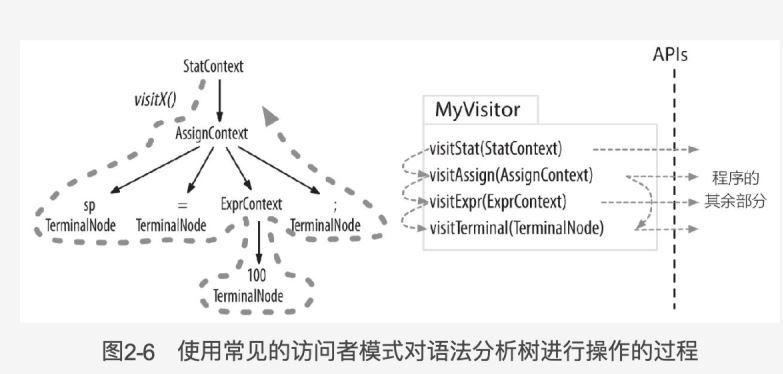 StatContext
visitX()
AssignContext
sp
TerminalNode
=
TerminalNode
ExprContext
;
TerminalNode
100
TerminalNode
APIs
MyVisitor
visitStat(StatContext)
visitAssign(AssignContext)
visitExpr(ExprContext)
visitTerminal(TerminalNode)
程序的
其余部分
图2-6 使用常见的访问者模式对语法分析树进行操作的过程